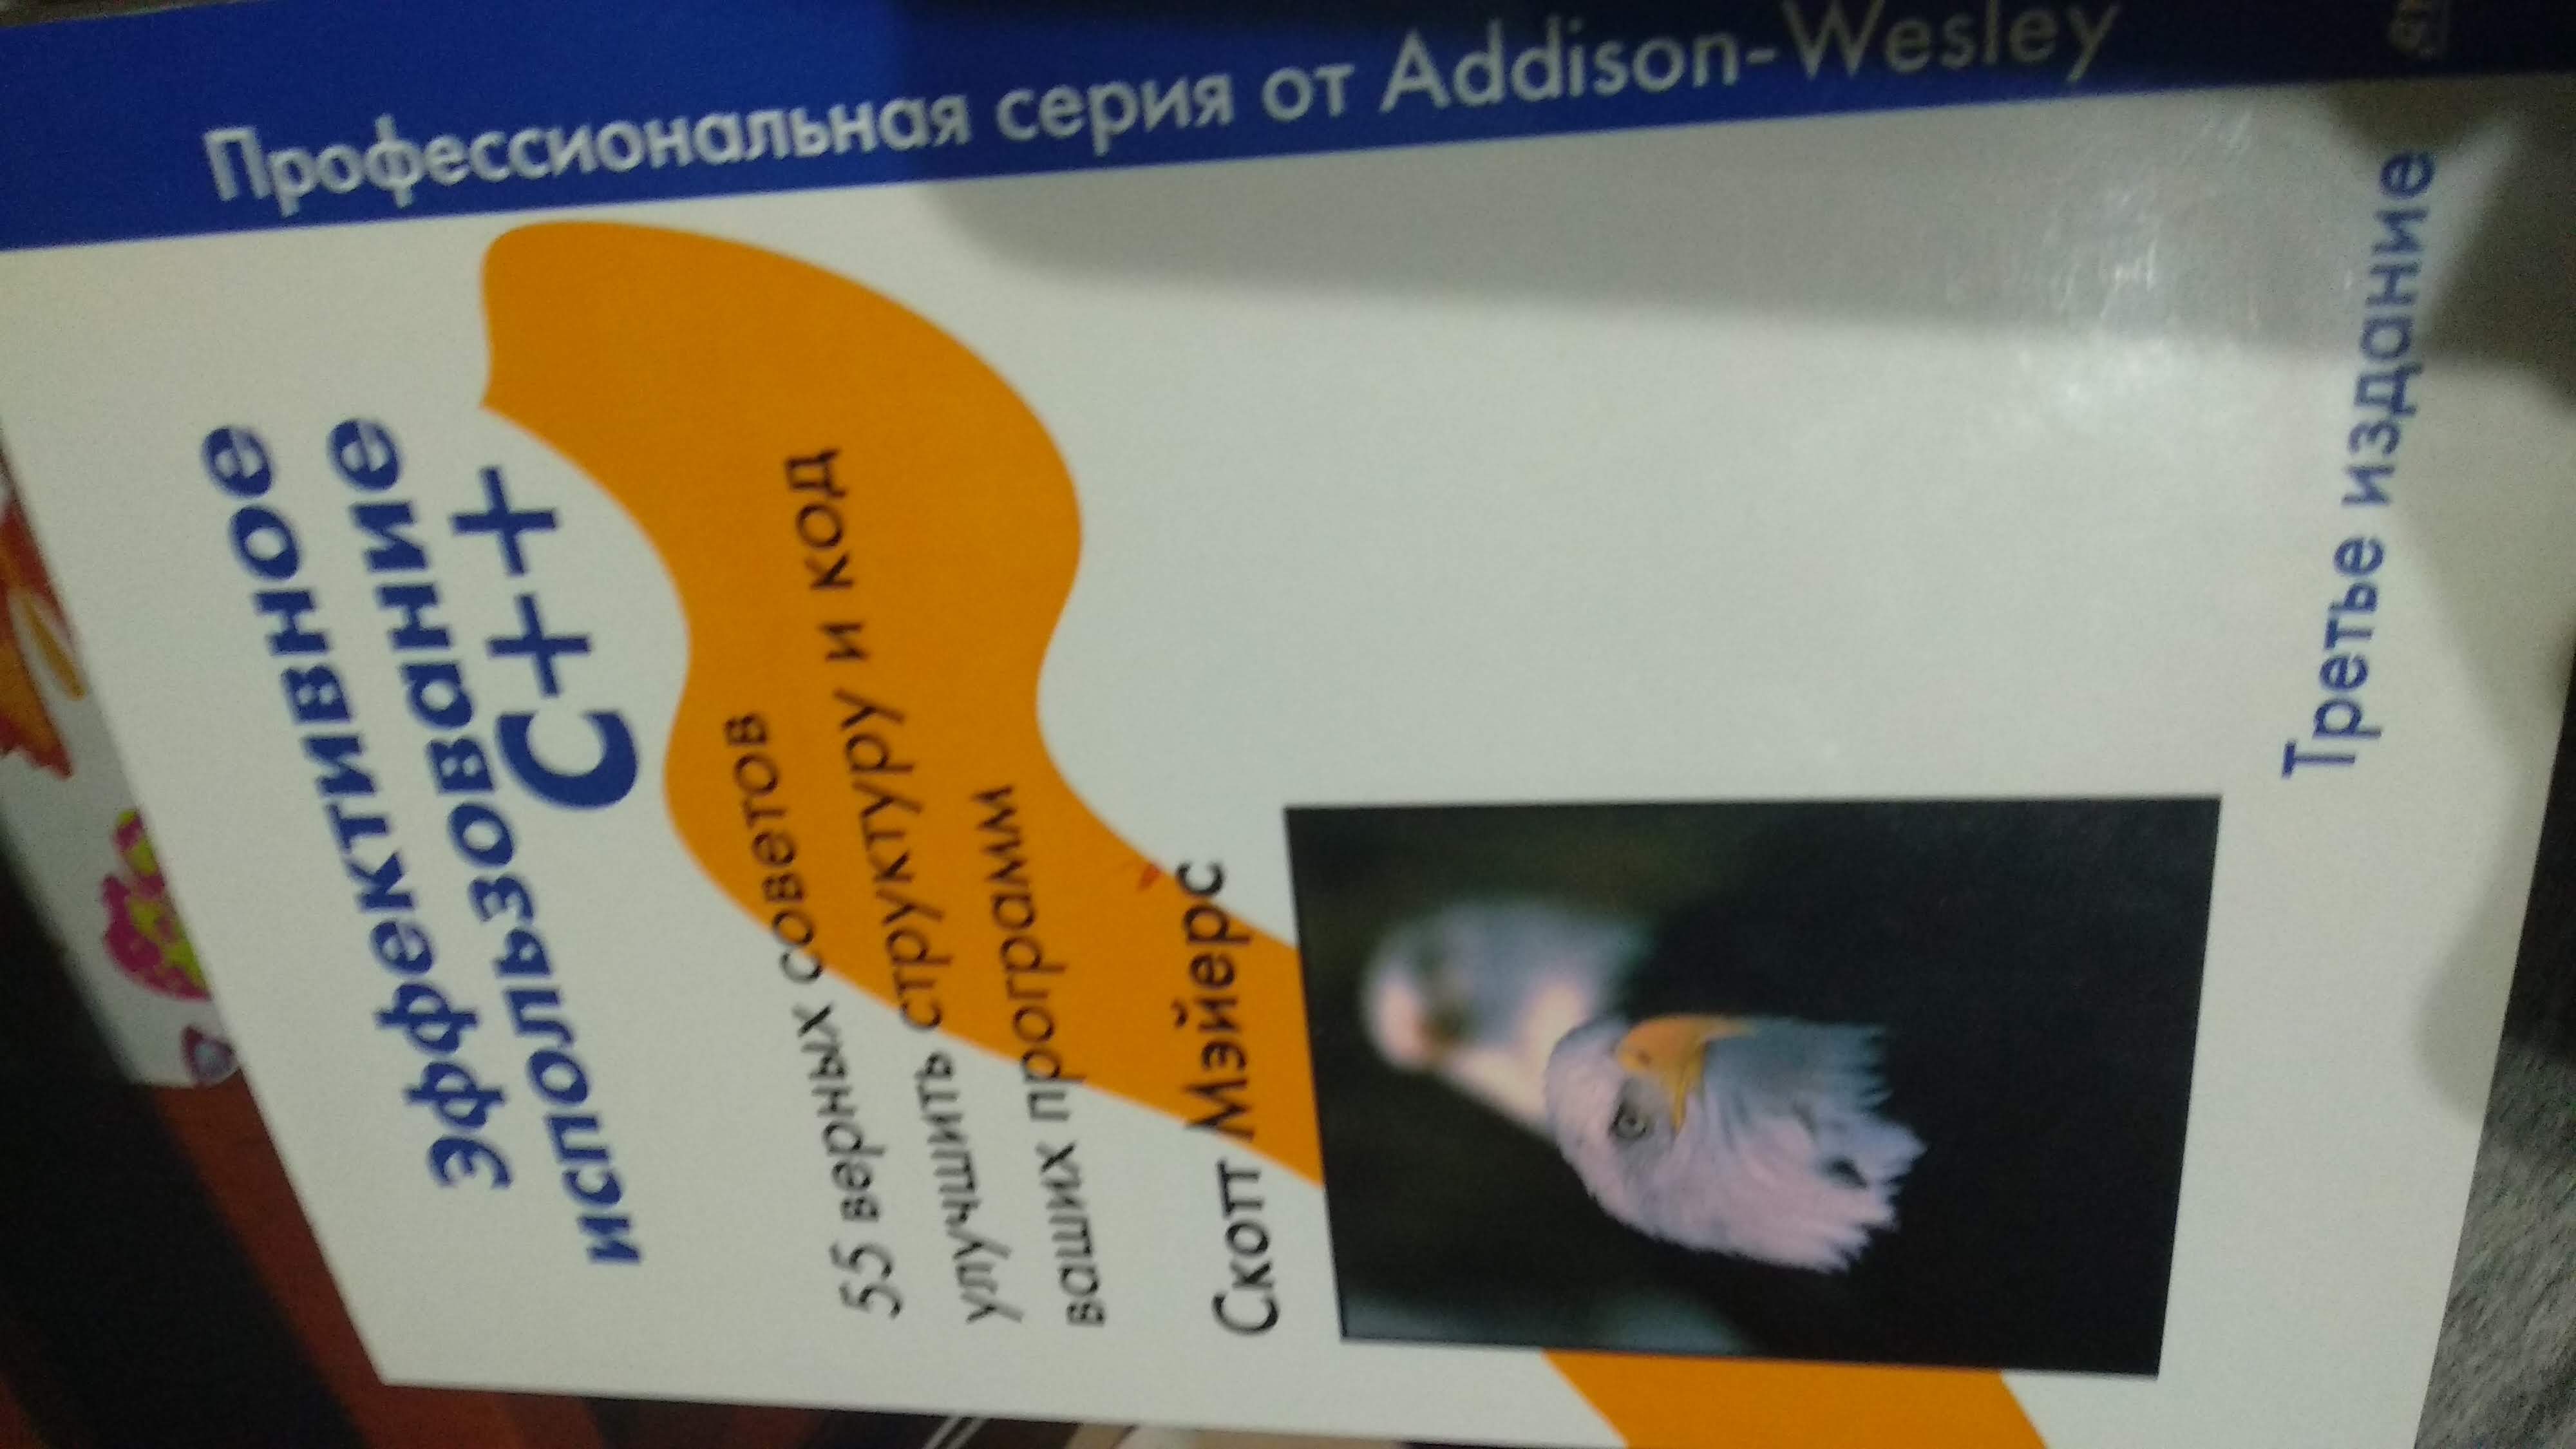 Эффективное
использование
C++
55 верных советов
улучшить структуру и код
ваших программ
Скотт Мэйерс
Третье издание
Профессиональная серия от Addison-Wesley